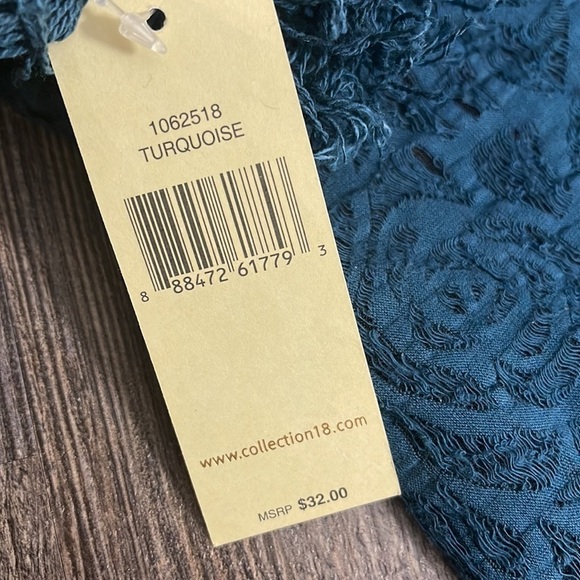 1062518
TURQUOISE
8 88472 61779 3
www.collection18.com
MSRP $32.00